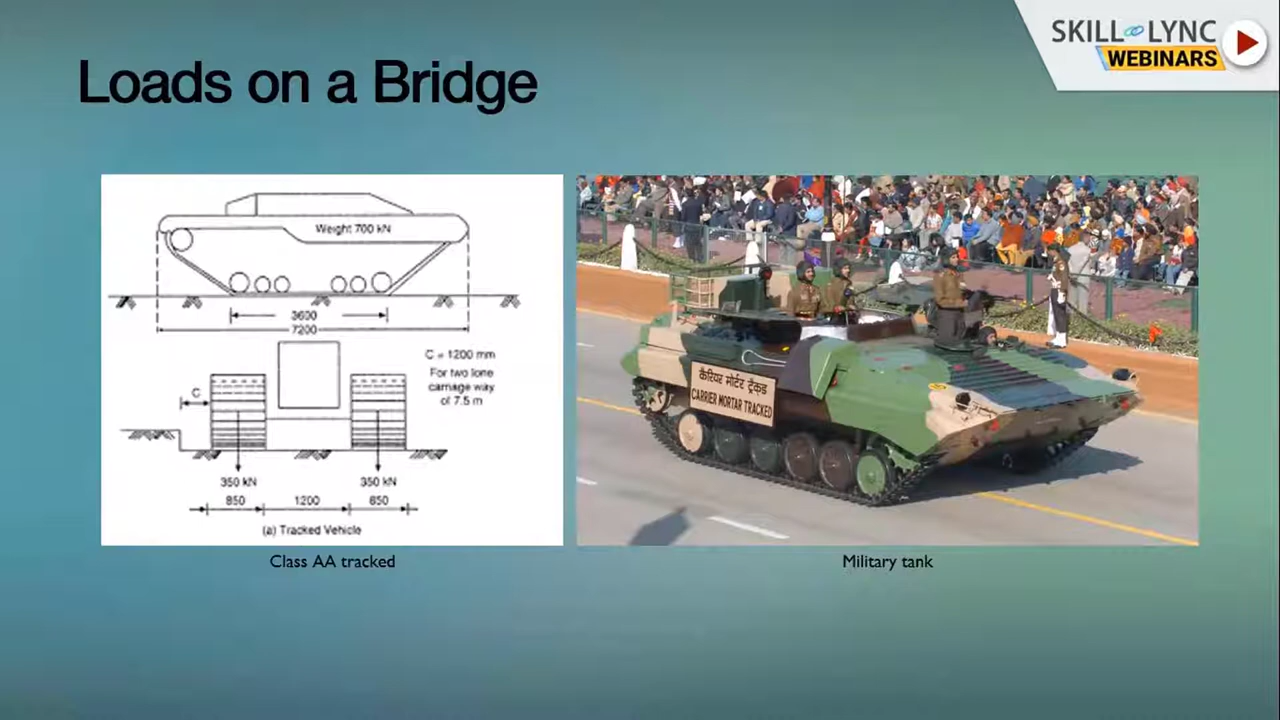 SKILL LYNC
WEBINARS
Loads on a Bridge
Weight 700 kN
3600
7200
C = 1200 mm
For two lane
carriage way
of 7.5 m
C
350 kN
350 kN
850
1200
850
(a) Tracked Vehicle
कैरियर मोर्टर ट्रैक्ड
CARRIER MORTAR TRACKED
Class AA tracked
Military tank